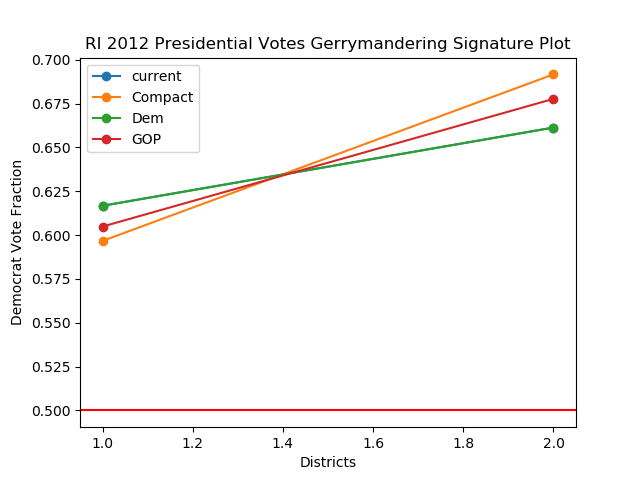 RI 2012 Presidential Votes Gerrymandering Signature Plot
0.700
0.675
0.650
0.625
0.600
0.575
0.550
0.525
0.500
Democrat Vote Fraction
current
Compact
Dem
GOP
1.0 1.2 1.4 1.6 1.8 2.0
Districts